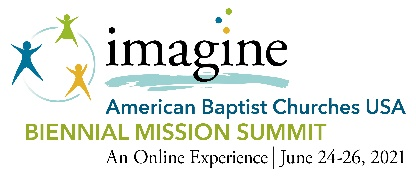 imagine
American Baptist Churches USA
BIENNIAL MISSION SUMMIT
An Online Experience | June 24-26, 2021